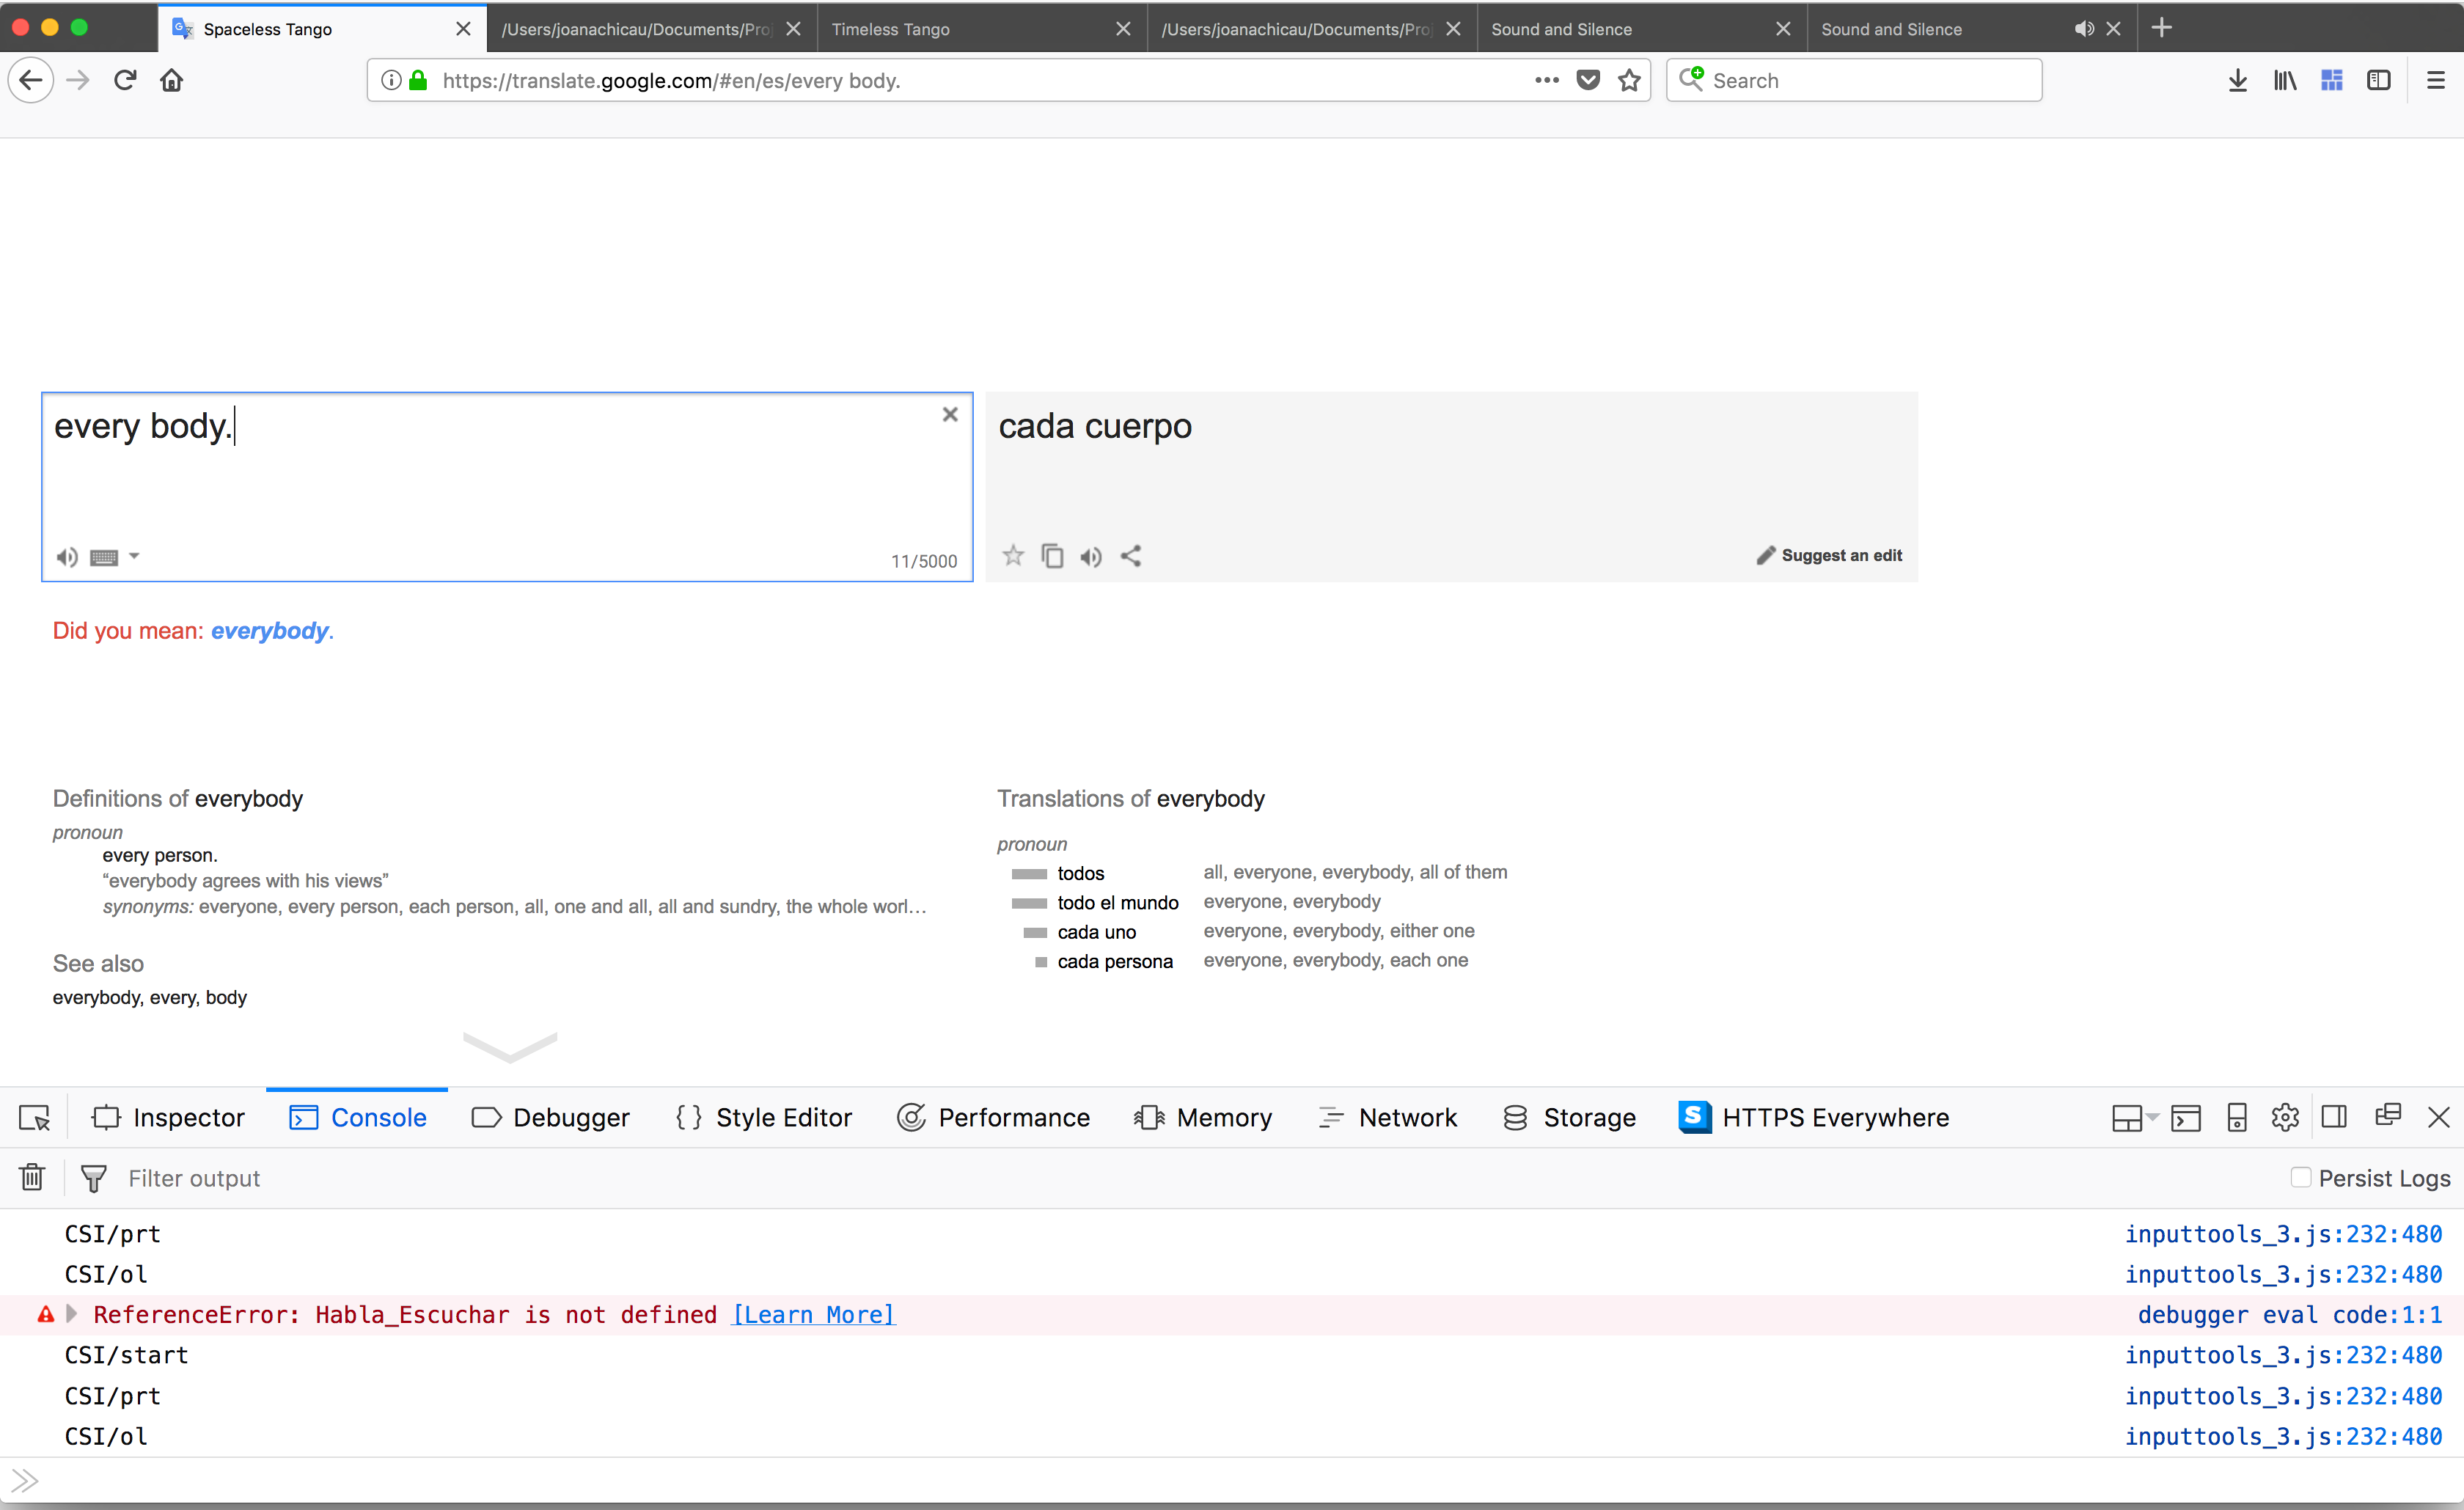 Spaceless Tango
/Users/joanachicau/Documents/Pro
Timeless Tango
/Users/joanachicau/Documents/Pro
Sound and Silence
Sound and Silence
https://translate.google.com/#en/es/every body.
Search
every body.
cada cuerpo
11/5000
Suggest an edit
Did you mean: everybody.
Definitions of everybody
pronoun
every person.
“everybody agrees with his views”
synonyms: everyone, every person, each person, all, one and all, all and sundry, the whole worl…
See also
everybody, every, body
Translations of everybody
pronoun
todos all, everyone, everybody, all of them
todo el mundo everyone, everybody
cada uno everyone, everybody, either one
cada persona everyone, everybody, each one
Inspector Console Debugger { } Style Editor Performance Memory Network Storage S HTTPS Everywhere
Filter output Persist Logs
CSI/prt inputtools_3.js:232:480
CSI/ol inputtools_3.js:232:480
ReferenceError: Habla_Escuchar is not defined [Learn More] debugger eval code:1:1
CSI/start inputtools_3.js:232:480
CSI/prt inputtools_3.js:232:480
CSI/ol inputtools_3.js:232:480